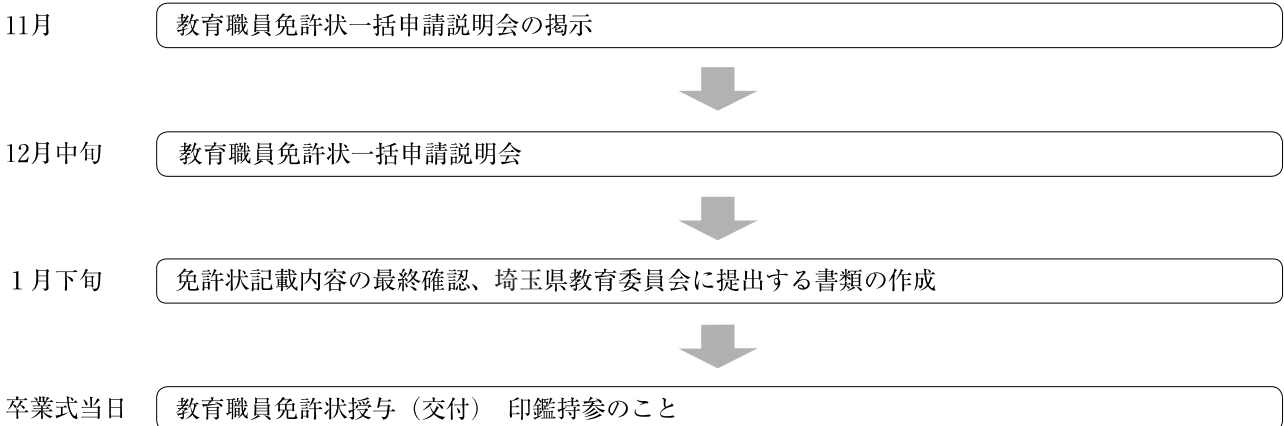 11月 教育職員免許状一括申請説明会の掲示
12月中旬 教育職員免許状一括申請説明会
1月下旬 免許状記載内容の最終確認、埼玉県教育委員会に提出する書類の作成
卒業式当日 教育職員免許状授与(交付) 印鑑持参のこと